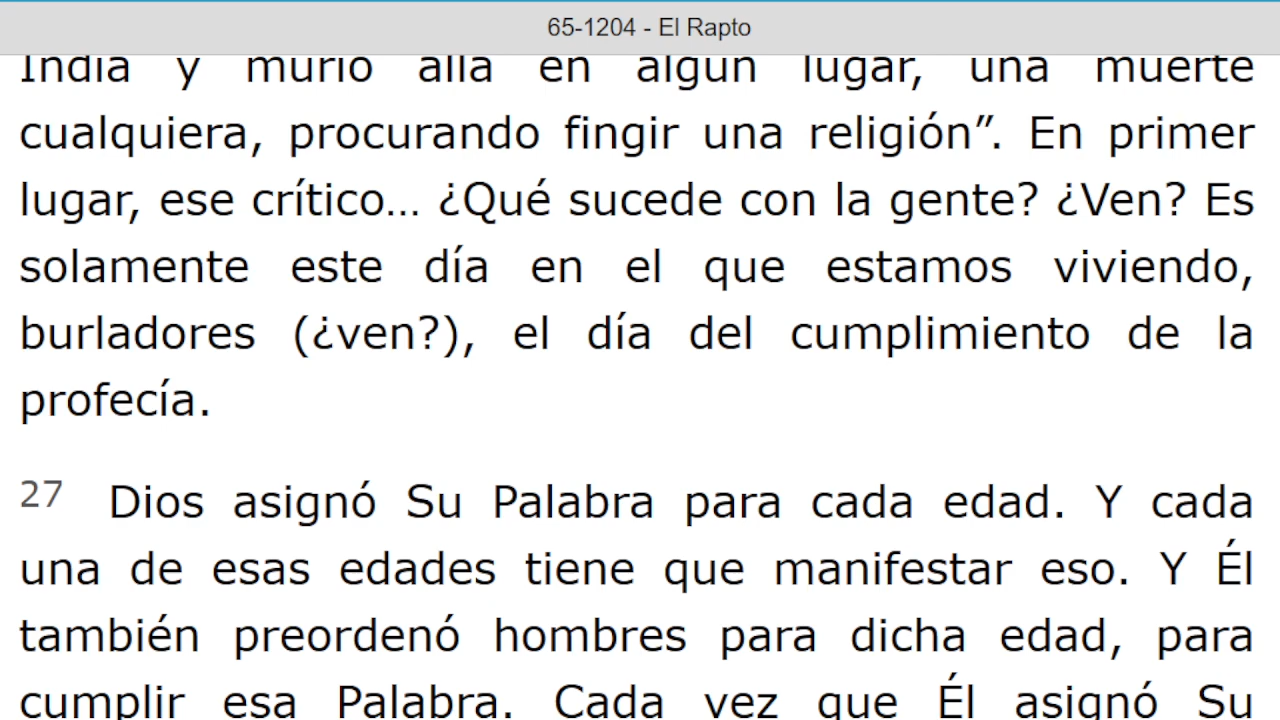 65-1204 - El Rapto
India y murió allá en algún lugar, una muerte
cualquiera, procurando fingir una religión”. En primer
lugar, ese crítico... ¿Qué sucede con la gente? ¿Ven? Es
solamente este día en el que estamos viviendo,
burladores (¿ven?), el día del cumplimiento de la
profecía.
27 Dios asignó Su Palabra para cada edad. Y cada
una de esas edades tiene que manifestar eso. Y Él
también preordenó hombres para dicha edad, para
cumplir esa Palabra. Cada vez que Él asignó Su